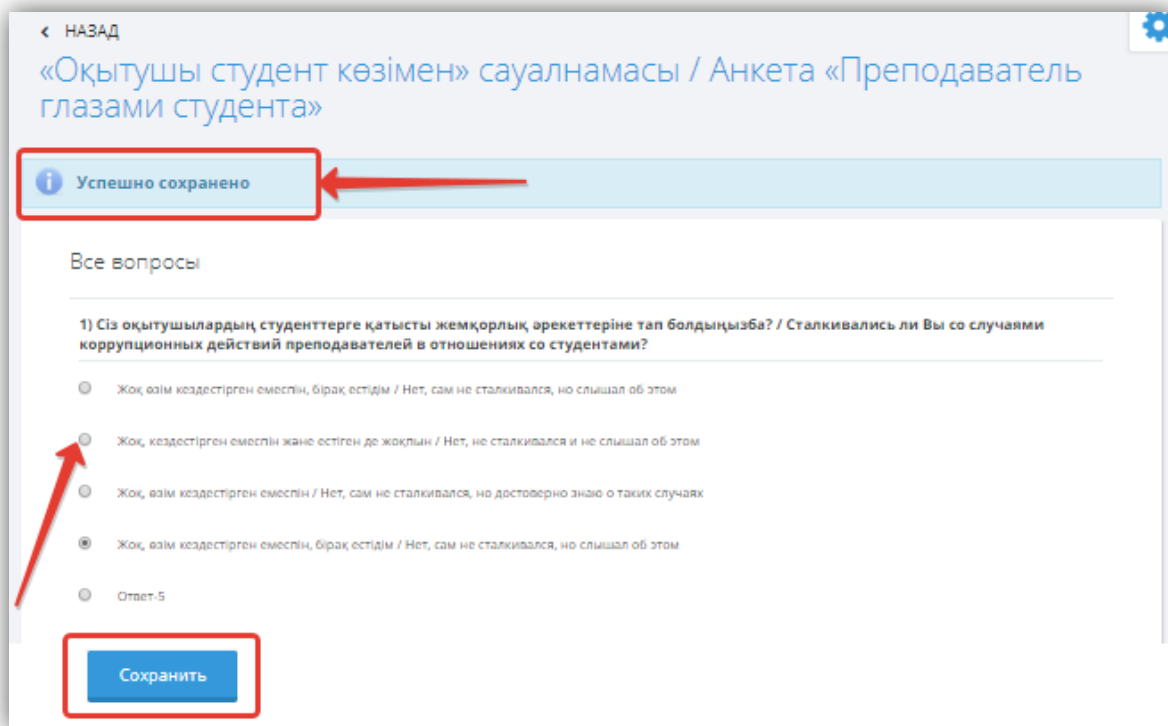 НАЗАД
«Оқытушы студент көзімен» сауалнамасы / Анкета «Преподаватель
глазами студента»
Успешно сохранено
Все вопросы
1) Сіз оқытушылардың студенттерге қатысты жемқорлық әрекеттеріне тап болдыңызба? / Сталкивались ли Вы со случаями
коррупционных действий преподавателей в отношениях со студентами?
Жоқ өзім кездестірген емеспін, бірақ естідім / Нет, сам не сталкивался, но слышал об этом
Жоқ, кездестірген емеспін және естіген де жоқпын / Нет, не сталкивался и не слышал об этом
Жоқ, өзім кездестірген емеспін / Нет, сам не сталкивался, но достоверно знаю о таких случаях
Жоқ, өзім кездестірген емеспін, бірақ естідім / Нет, сам не сталкивался, но слышал об этом
Ответ-5
Сохранить